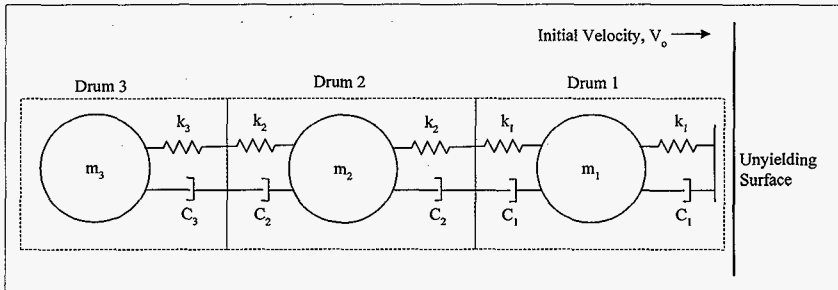 Initial Velocity, Vₒ
Drum 3
Drum 2
Drum 1
k₃
k₂
k₂
k₁
k₁
m₃
m₂
m₁
Unyielding
Surface
C₃
C₂
C₂
C₁
C₁